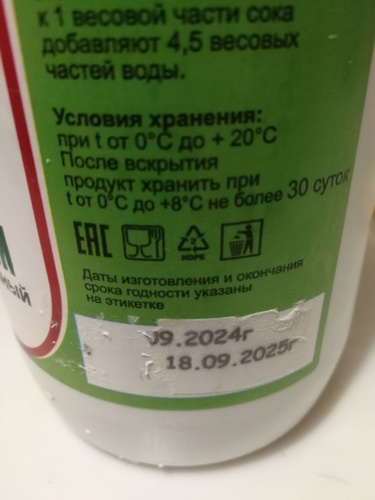 к 1 весовой части сока
добавляют 4,5 весовых
частей воды.
Условия хранения:
при t от 0°C до + 20°C
После вскрытия
продукт хранить при
t от 0°C до +8°C не более 30 суток
EAC
2
HDPE
Даты изготовления и окончания
срока годности указаны
на этикетке
09.2024г
18.09.2025г